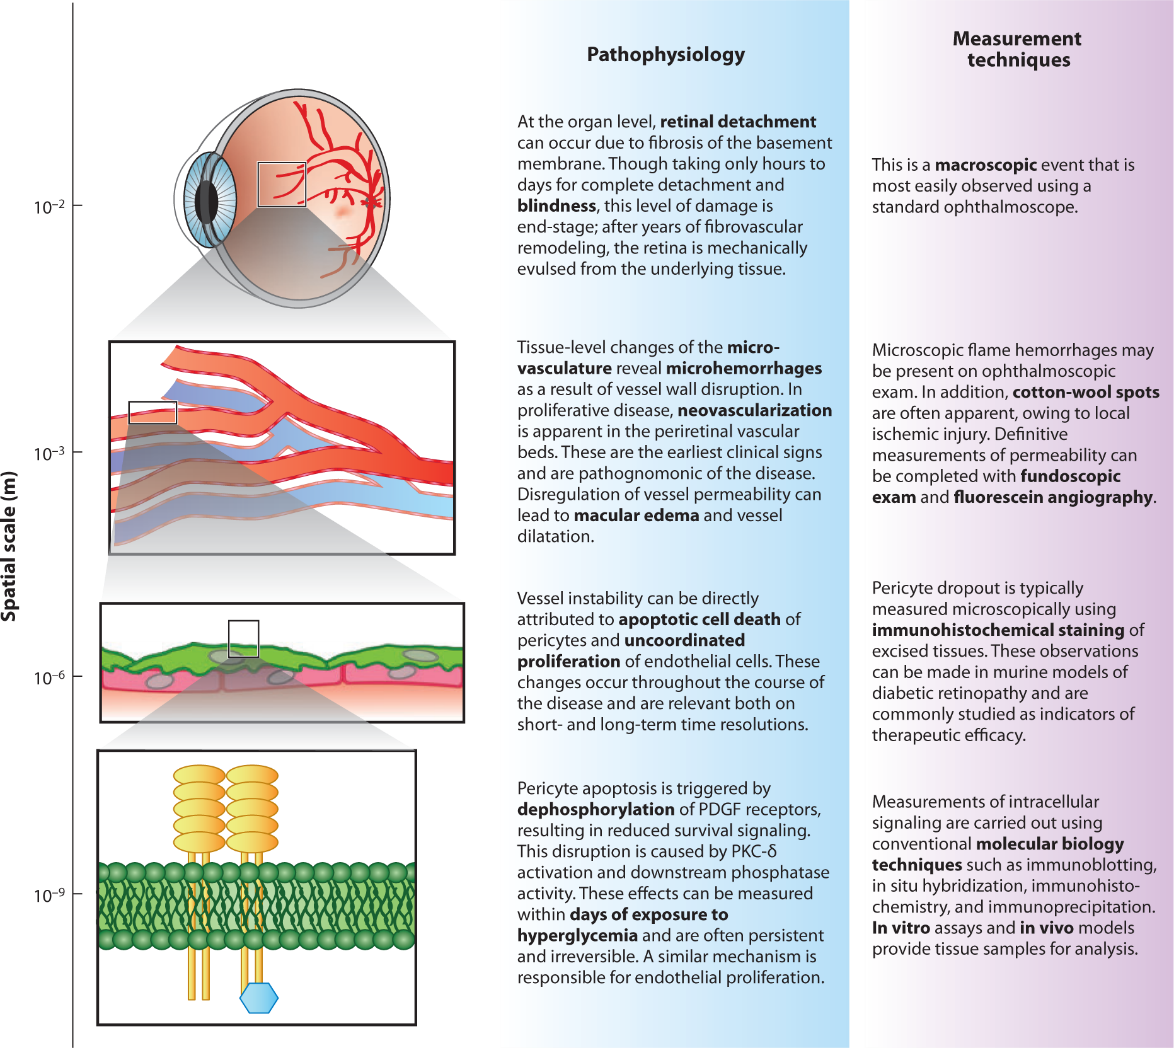 Pathophysiology
Measurement
techniques
Spatial scale (m)
10⁻²
At the organ level, retinal detachment
can occur due to fibrosis of the basement
membrane. Though taking only hours to
days for complete detachment and
blindness, this level of damage is
end-stage; after years of fibrovascular
remodeling, the retina is mechanically
evulsed from the underlying tissue.
This is a macroscopic event that is
most easily observed using a
standard ophthalmoscope.
10⁻³
Tissue-level changes of the micro-
vasculature reveal microhemorrhages
as a result of vessel wall disruption. In
proliferative disease, neovascularization
is apparent in the periretinal vascular
beds. These are the earliest clinical signs
and are pathognomonic of the disease.
Disregulation of vessel permeability can
lead to macular edema and vessel
dilatation.
Microscopic flame hemorrhages may
be present on ophthalmoscopic
exam. In addition, cotton-wool spots
are often apparent, owing to local
ischemic injury. Definitive
measurements of permeability can
be completed with fundoscopic
exam and fluorescein angiography.
10⁻⁶
Vessel instability can be directly
attributed to apoptotic cell death of
pericytes and uncoordinated
proliferation of endothelial cells. These
changes occur throughout the course of
the disease and are relevant both on
short- and long-term time resolutions.
Pericyte dropout is typically
measured microscopically using
immunohistochemical staining of
excised tissues. These observations
can be made in murine models of
diabetic retinopathy and are
commonly studied as indicators of
therapeutic efficacy.
10⁻⁹
Pericyte apoptosis is triggered by
dephosphorylation of PDGF receptors,
resulting in reduced survival signaling.
This disruption is caused by PKC-δ
activation and downstream phosphatase
activity. These effects can be measured
within days of exposure to
hyperglycemia and are often persistent
and irreversible. A similar mechanism is
responsible for endothelial proliferation.
Measurements of intracellular
signaling are carried out using
conventional molecular biology
techniques such as immunoblotting,
in situ hybridization, immunohisto-
chemistry, and immunoprecipitation.
In vitro assays and in vivo models
provide tissue samples for analysis.